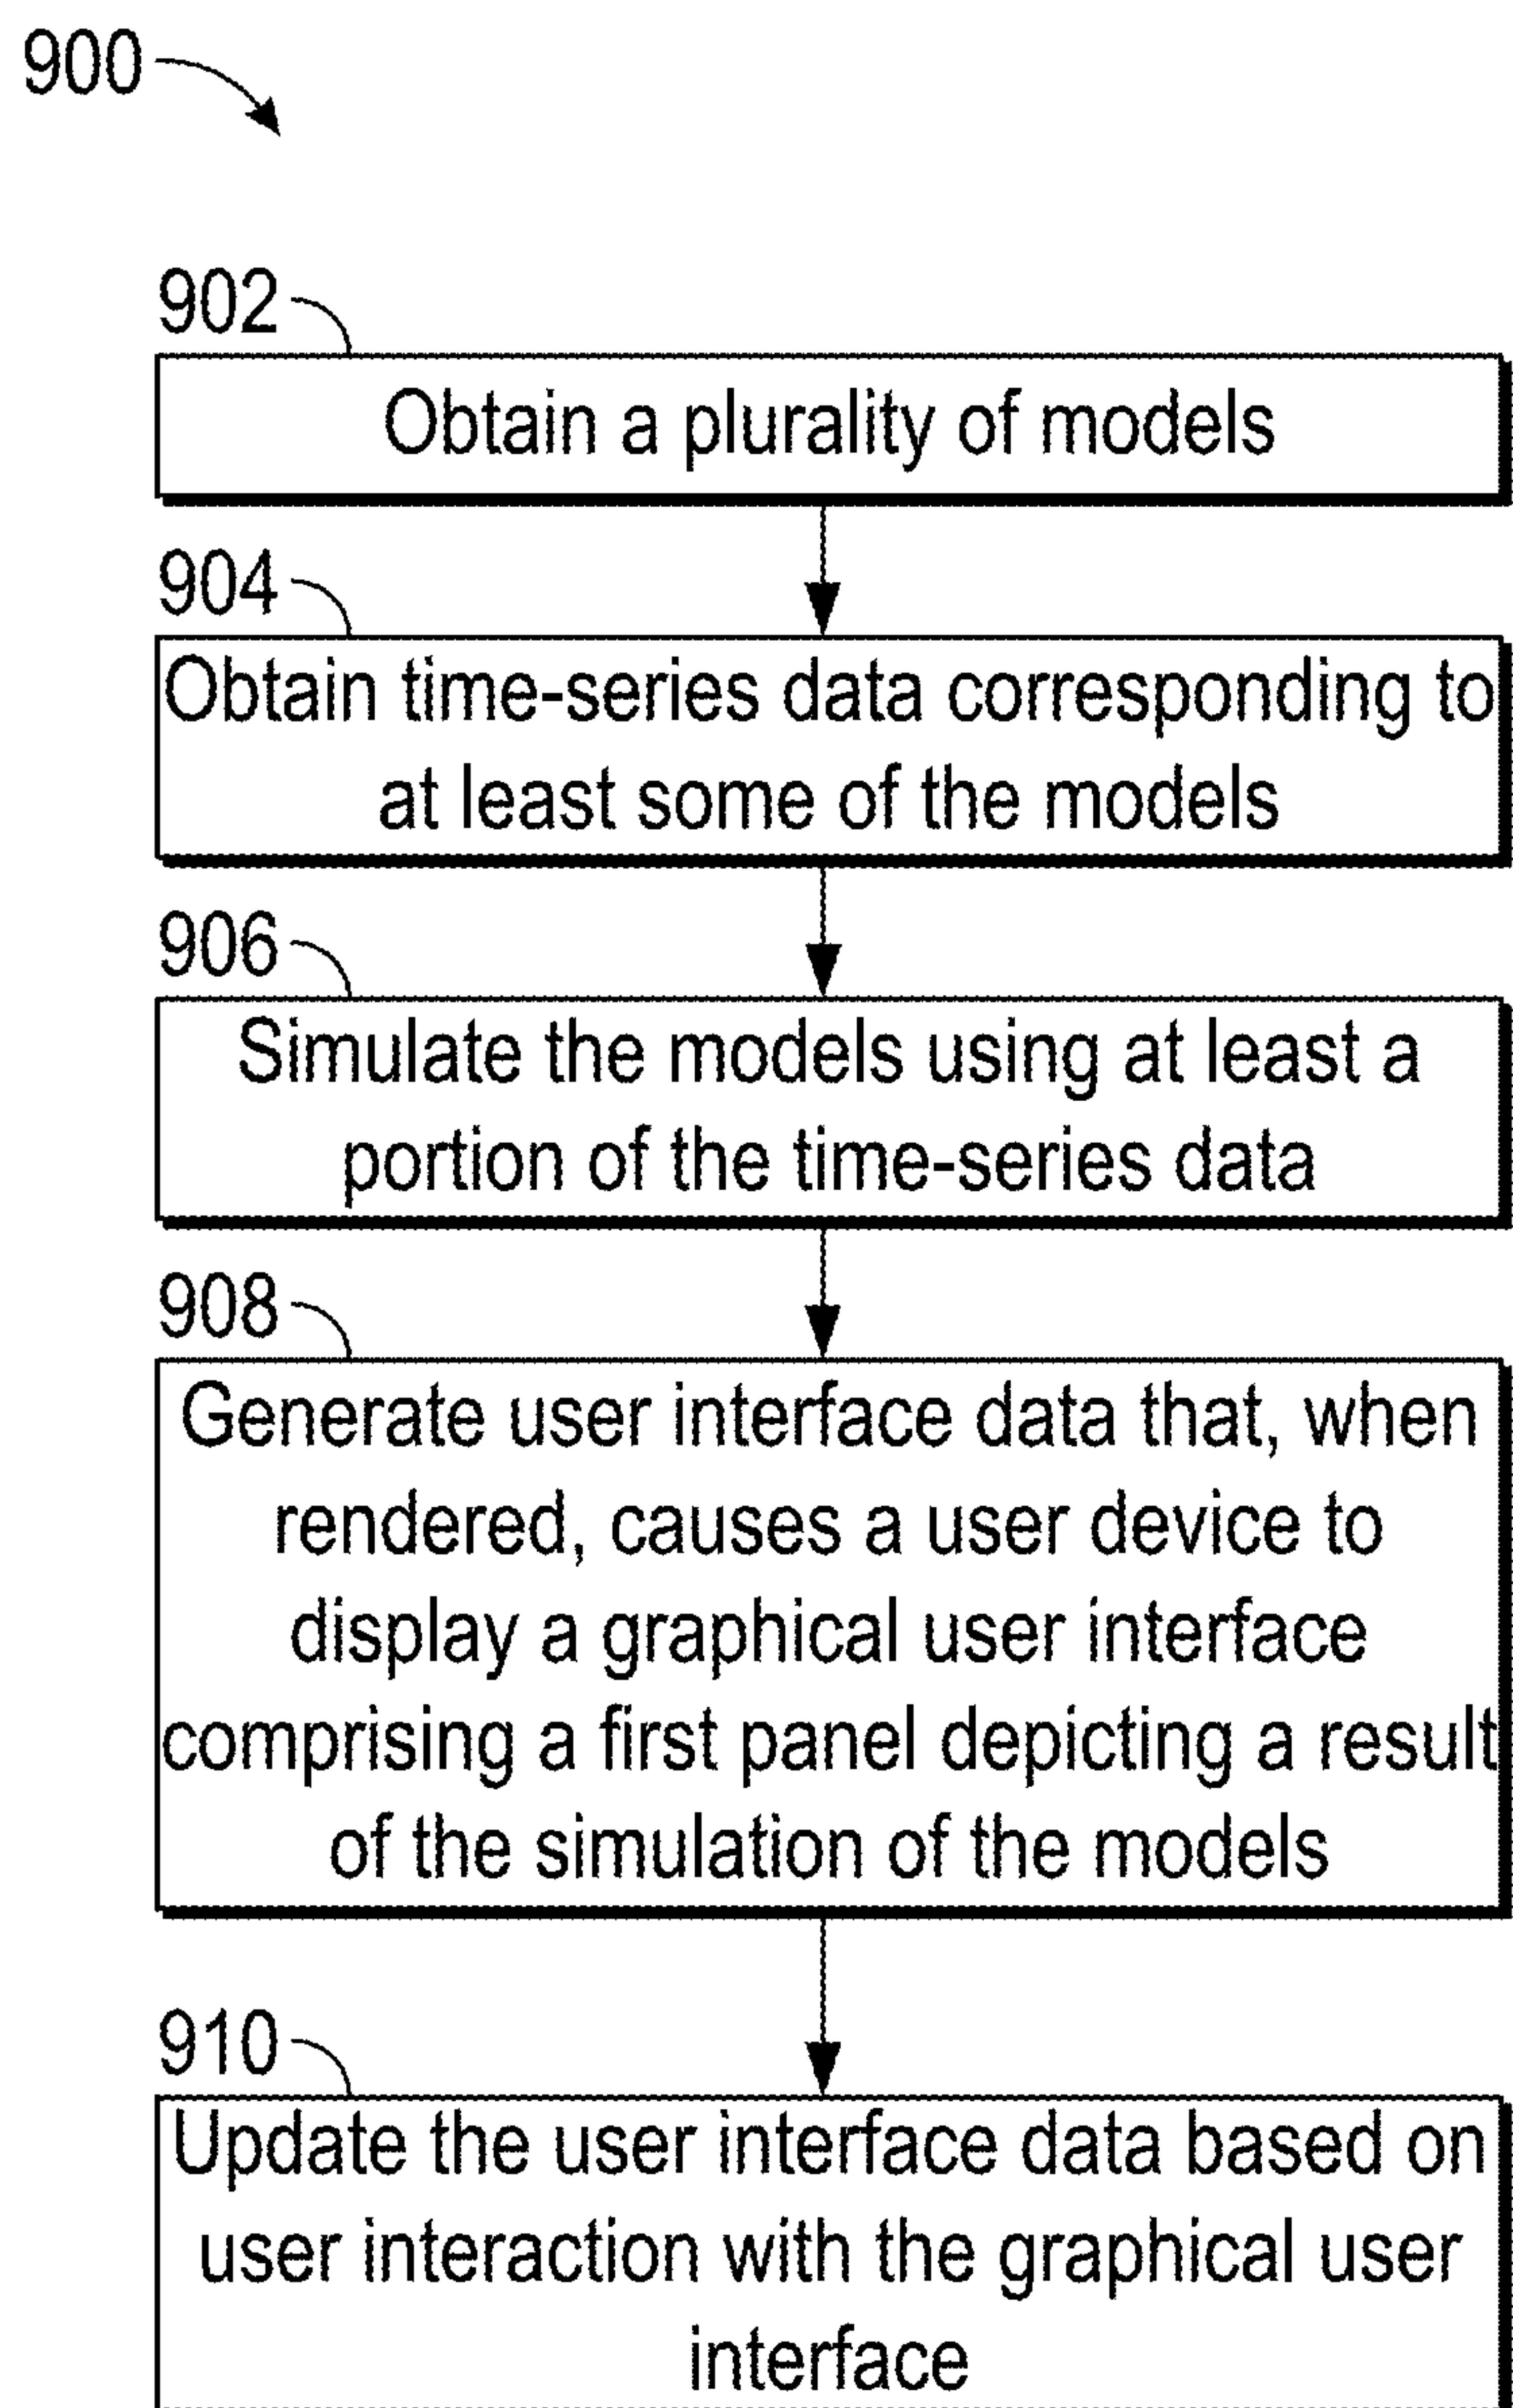 900
902
Obtain a plurality of models
904
Obtain time-series data corresponding to
at least some of the models
906
Simulate the models using at least a
portion of the time-series data
908
Generate user interface data that, when
rendered, causes a user device to
display a graphical user interface
comprising a first panel depicting a result
of the simulation of the models
910
Update the user interface data based on
user interaction with the graphical user
interface